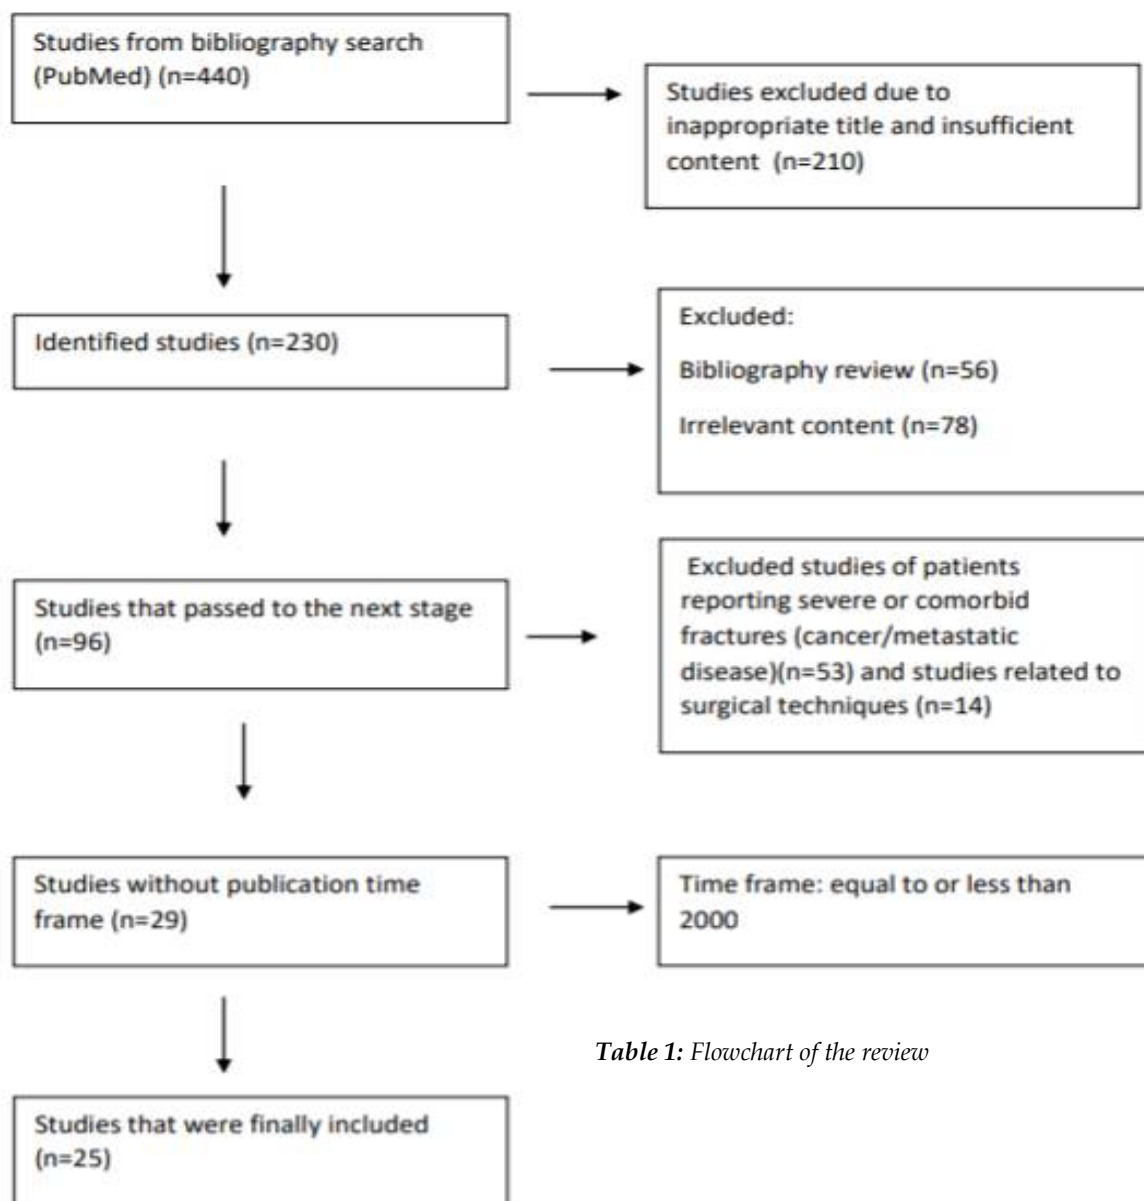 Studies from bibliography search
(PubMed) (n=440)
Studies excluded due to
inappropriate title and insufficient
content (n=210)
Identified studies (n=230)
Excluded:
Bibliography review (n=56)
Irrelevant content (n=78)
Studies that passed to the next stage
(n=96)
Excluded studies of patients
reporting severe or comorbid
fractures (cancer/metastatic
disease)(n=53) and studies related to
surgical techniques (n=14)
Studies without publication time
frame (n=29)
Time frame: equal to or less than
2000
Table 1: Flowchart of the review
Studies that were finally included
(n=25)